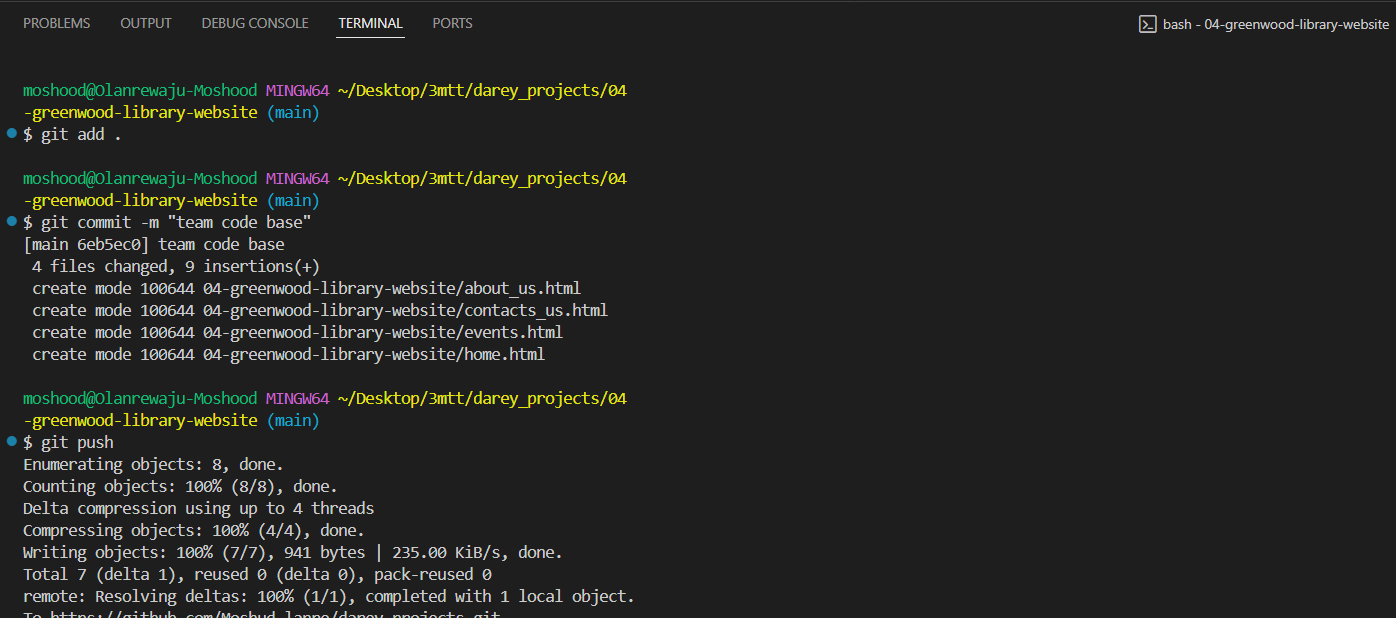 PROBLEMS OUTPUT DEBUG CONSOLE TERMINAL PORTS bash - 04-greenwood-library-website
moshood@Olanrewaju-Moshood MINGW64 ~/Desktop/3mtt/darey_projects/04
-greenwood-library-website (main)
$ git add .
moshood@Olanrewaju-Moshood MINGW64 ~/Desktop/3mtt/darey_projects/04
-greenwood-library-website (main)
$ git commit -m "team code base"
[main 6eb5ec0] team code base
4 files changed, 9 insertions(+)
create mode 100644 04-greenwood-library-website/about_us.html
create mode 100644 04-greenwood-library-website/contacts_us.html
create mode 100644 04-greenwood-library-website/events.html
create mode 100644 04-greenwood-library-website/home.html
moshood@Olanrewaju-Moshood MINGW64 ~/Desktop/3mtt/darey_projects/04
-greenwood-library-website (main)
$ git push
Enumerating objects: 8, done.
Counting objects: 100% (8/8), done.
Delta compression using up to 4 threads
Compressing objects: 100% (4/4), done.
Writing objects: 100% (7/7), 941 bytes | 235.00 KiB/s, done.
Total 7 (delta 1), reused 0 (delta 0), pack-reused 0
remote: Resolving deltas: 100% (1/1), completed with 1 local object.
To https://github.com/Moshud-lanre/darey_projects.git